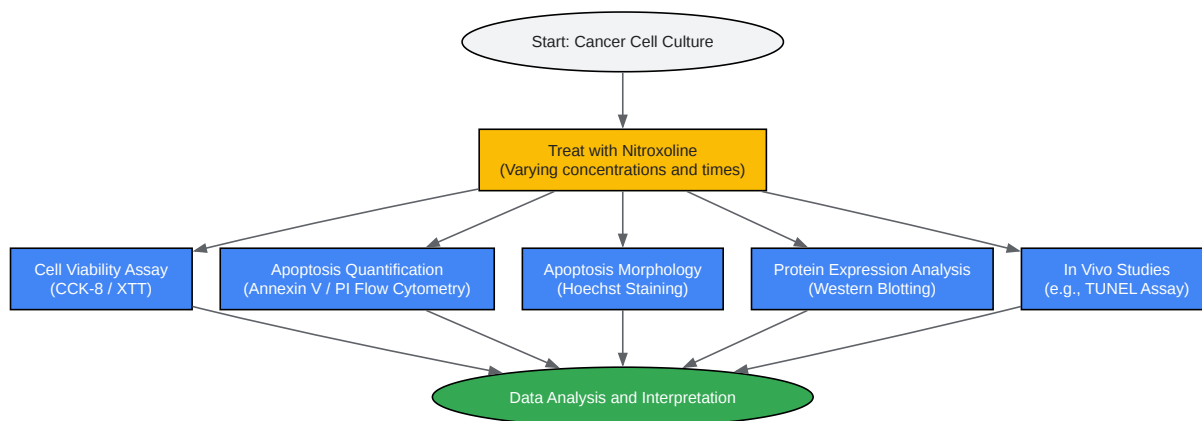 Start: Cancer Cell Culture
Treat with Nitroxoline
(Varying concentrations and times)
Cell Viability Assay
(CCK-8 / XTT)
Apoptosis Quantification
(Annexin V / PI Flow Cytometry)
Apoptosis Morphology
(Hoechst Staining)
Protein Expression Analysis
(Western Blotting)
In Vivo Studies
(e.g., TUNEL Assay)
Data Analysis and Interpretation